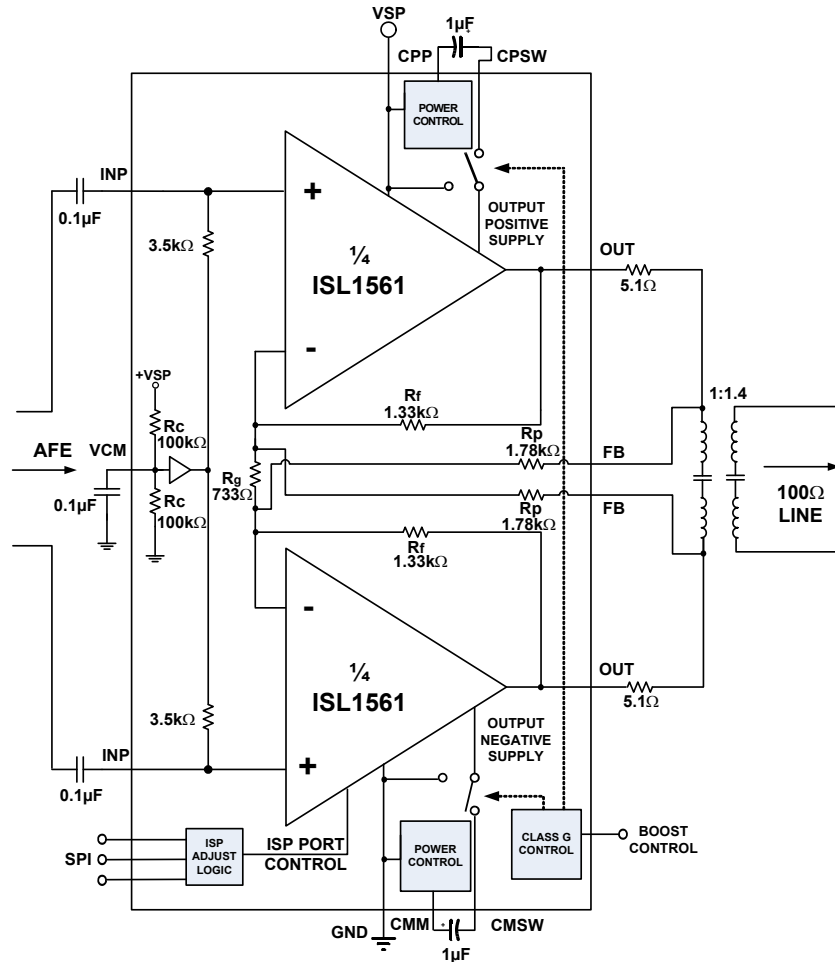 VSP
1µF
+
CPP
CPSW
POWER
CONTROL
INP
0.1µF
+
OUTPUT
POSITIVE
SUPPLY
OUT
5.1Ω
3.5kΩ
¼
ISL1561
-
+VSP
Rc
100kΩ
AFE
VCM
0.1µF
Rc
100kΩ
Rf
1.33kΩ
1:1.4
Rp
1.78kΩ
FB
Rg
733Ω
Rp
1.78kΩ
FB
100Ω
LINE
Rf
1.33kΩ
-
¼
ISL1561
OUT
5.1Ω
3.5kΩ
OUTPUT
NEGATIVE
SUPPLY
INP
0.1µF
+
SPI
ISP
ADJUST
LOGIC
ISP PORT
CONTROL
POWER
CONTROL
CLASS G
CONTROL
BOOST
CONTROL
GND
CMM
+
CMSW
1µF